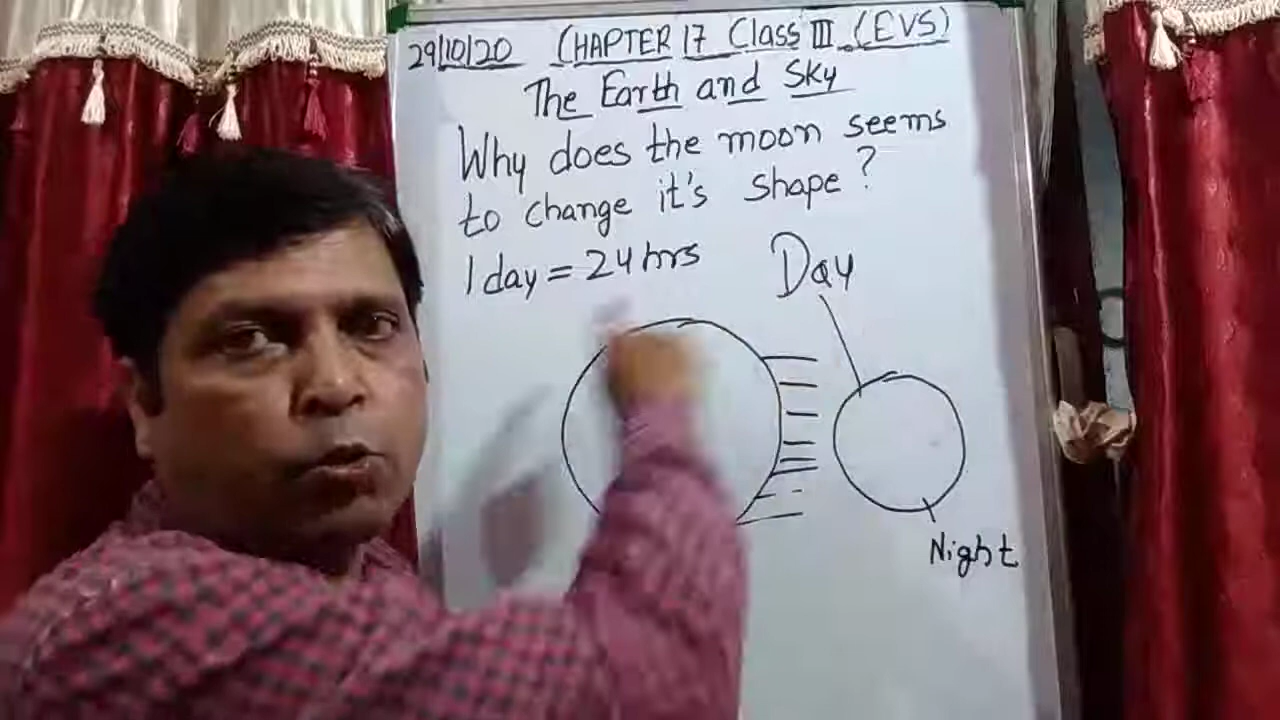 29/10/20 CHAPTER 17 Class III (EVS)
The Earth and Sky
Why does the moon seems
to change it's shape?
1 day = 24 hrs
Day
Night